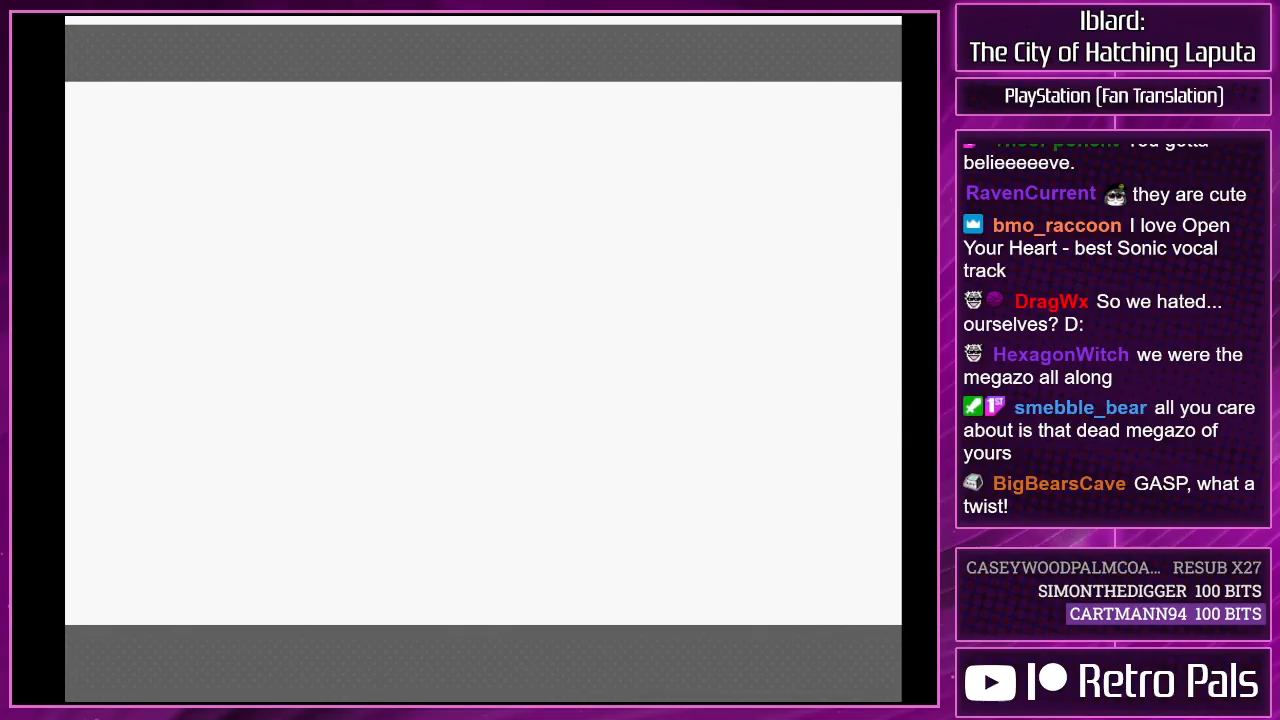 Iblard:
The City of Hatching Laputa
PlayStation (Fan Translation)
belieeeeeve.
RavenCurrent they are cute
bmo_raccoon I love Open
Your Heart - best Sonic vocal
track
DragWx So we hated...
ourselves? D:
HexagonWitch we were the
megazo all along
1ST smebble_bear all you care
about is that dead megazo of
yours
BigBearsCave GASP, what a
twist!
CASEYWOODPALMCOA... RESUB X27
SIMONTHEDIGGER 100 BITS
CARTMANN94 100 BITS
Retro Pals